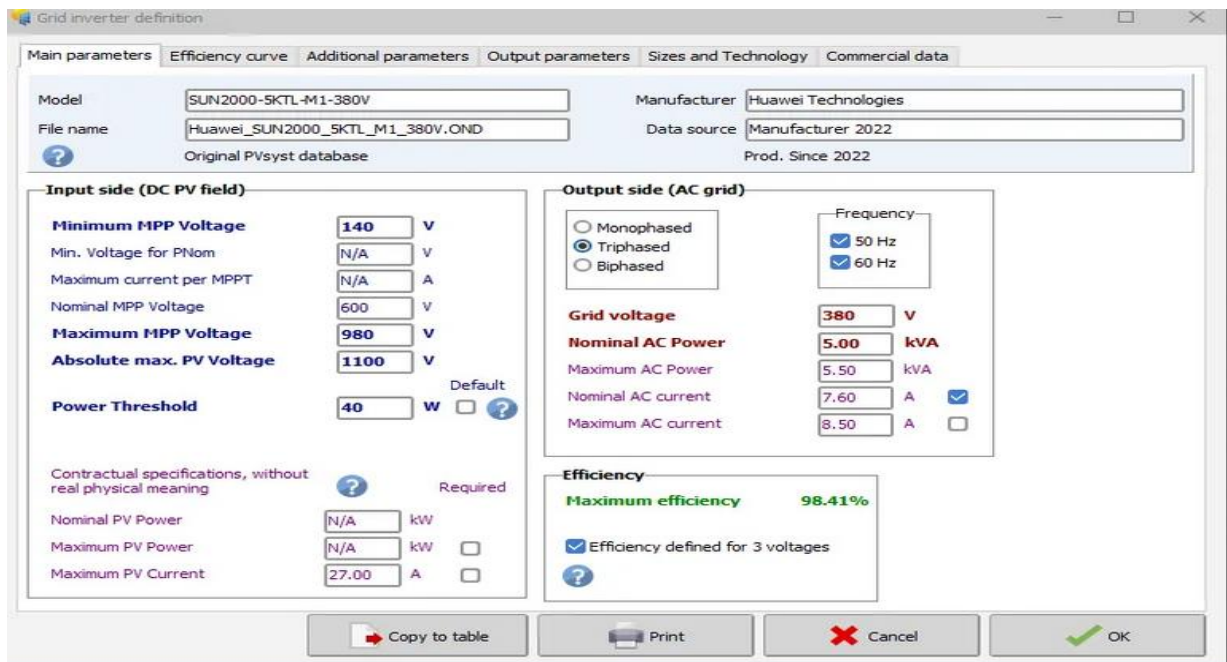 Grid inverter definition
Main parameters Efficiency curve Additional parameters Output parameters Sizes and Technology Commercial data
Model SUN2000-5KTL-M1-380V Manufacturer Huawei Technologies
File name Huawei_SUN2000_5KTL_M1_380V.OND Data source Manufacturer 2022
? Original PVsyst database Prod. Since 2022
Input side (DC PV field)
Minimum MPP Voltage 140 V
Min. Voltage for PNom N/A V
Maximum current per MPPT N/A A
Nominal MPP Voltage 600 V
Maximum MPP Voltage 980 V
Absolute max. PV Voltage 1100 V
Default
Power Threshold 40 W ?
Contractual specifications, without
real physical meaning ? Required
Nominal PV Power N/A kW
Maximum PV Power N/A kW
Maximum PV Current 27.00 A
Output side (AC grid)
Monophased
Triphased
Biphased
Frequency
50 Hz
60 Hz
Grid voltage 380 V
Nominal AC Power 5.00 kVA
Maximum AC Power 5.50 kVA
Nominal AC current 7.60 A
Maximum AC current 8.50 A
Efficiency
Maximum efficiency 98.41%
Efficiency defined for 3 voltages
?
Copy to table Print Cancel OK